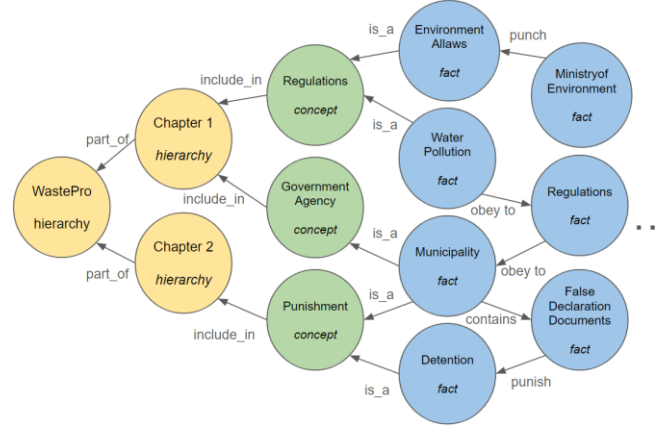 WastePro
hierarchy
part_of
part_of
Chapter 1
hierarchy
Chapter 2
hierarchy
include_in
include_in
include_in
Regulations
concept
Government
Agency
concept
Punishment
concept
is_a
is_a
is_a
is_a
is_a
Environment
Allaws
fact
punch
Ministryof
Environment
fact
Water
Pollution
fact
obey to
Regulations
fact
obey to
Municipality
fact
contains
False
Declaration
Documents
fact
punish
Detention
fact
...